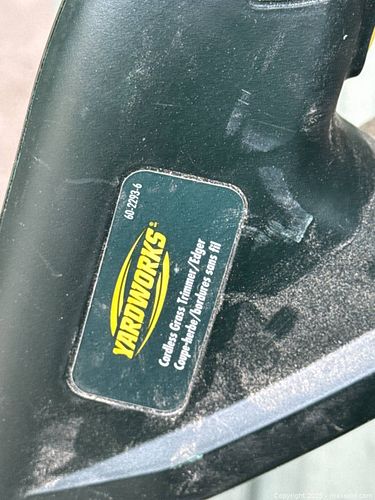 60-2293-6
YARDWORKS
Cordless Grass Trimmer/Edger
Coupe-herbe/bordures sans fil